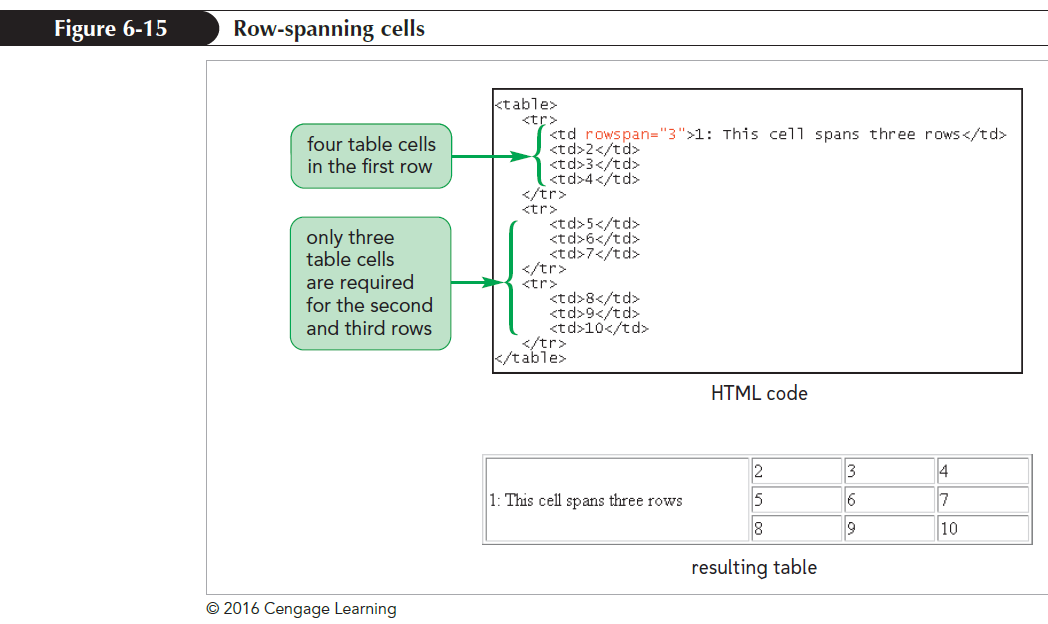 Figure 6-15 Row-spanning cells
four table cells
in the first row
only three
table cells
are required
for the second
and third rows
<table>
<tr>
<td rowspan="3">1: This cell spans three rows</td>
<td>2</td>
<td>3</td>
<td>4</td>
</tr>
<tr>
<td>5</td>
<td>6</td>
<td>7</td>
</tr>
<tr>
<td>8</td>
<td>9</td>
<td>10</td>
</tr>
</table>
HTML code
2 3 4
1: This cell spans three rows 5 6 7
8 9 10
resulting table
© 2016 Cengage Learning